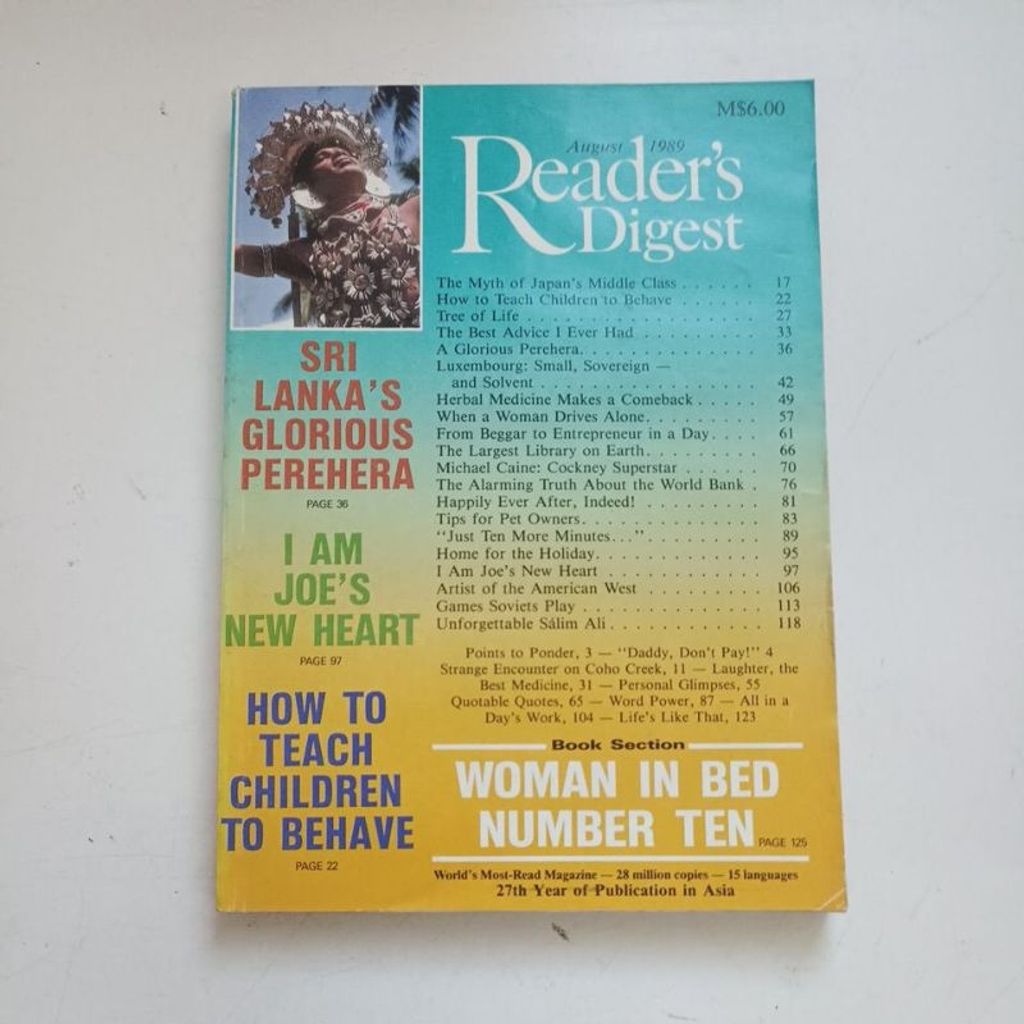 M$6.00
August 1989
Reader's
Digest
The Myth of Japan's Middle Class . . . . . . 17
How to Teach Children to Behave . . . . . . 22
Tree of Life . . . . . . . . . . . . . . . . . . 27
The Best Advice I Ever Had . . . . . . . . . 33
A Glorious Perehera. . . . . . . . . . . . . . 36
Luxembourg: Small, Sovereign —
and Solvent . . . . . . . . . . . . . . . . . 42
Herbal Medicine Makes a Comeback . . . . . 49
When a Woman Drives Alone. . . . . . . . . 57
From Beggar to Entrepreneur in a Day. . . . 61
The Largest Library on Earth. . . . . . . . . 66
Michael Caine: Cockney Superstar . . . . . . 70
The Alarming Truth About the World Bank . 76
Happily Ever After, Indeed! . . . . . . . . . 81
Tips for Pet Owners. . . . . . . . . . . . . . 83
"Just Ten More Minutes..." . . . . . . . . . 89
Home for the Holiday. . . . . . . . . . . . . 95
I Am Joe's New Heart . . . . . . . . . . . . 97
Artist of the American West . . . . . . . . . 106
Games Soviets Play . . . . . . . . . . . . . . 113
Unforgettable Sálim Ali . . . . . . . . . . . . 118
Points to Ponder, 3 — "Daddy, Don't Pay!" 4
Strange Encounter on Coho Creek, 11 — Laughter, the
Best Medicine, 31 — Personal Glimpses, 55
Quotable Quotes, 65 — Word Power, 87 — All in a
Day's Work, 104 — Life's Like That, 123
Book Section
WOMAN IN BED
NUMBER TEN PAGE 125
World's Most-Read Magazine — 28 million copies — 15 languages
27th Year of Publication in Asia
SRI
LANKA'S
GLORIOUS
PEREHERA
PAGE 36
I AM
JOE'S
NEW HEART
PAGE 97
HOW TO
TEACH
CHILDREN
TO BEHAVE
PAGE 22